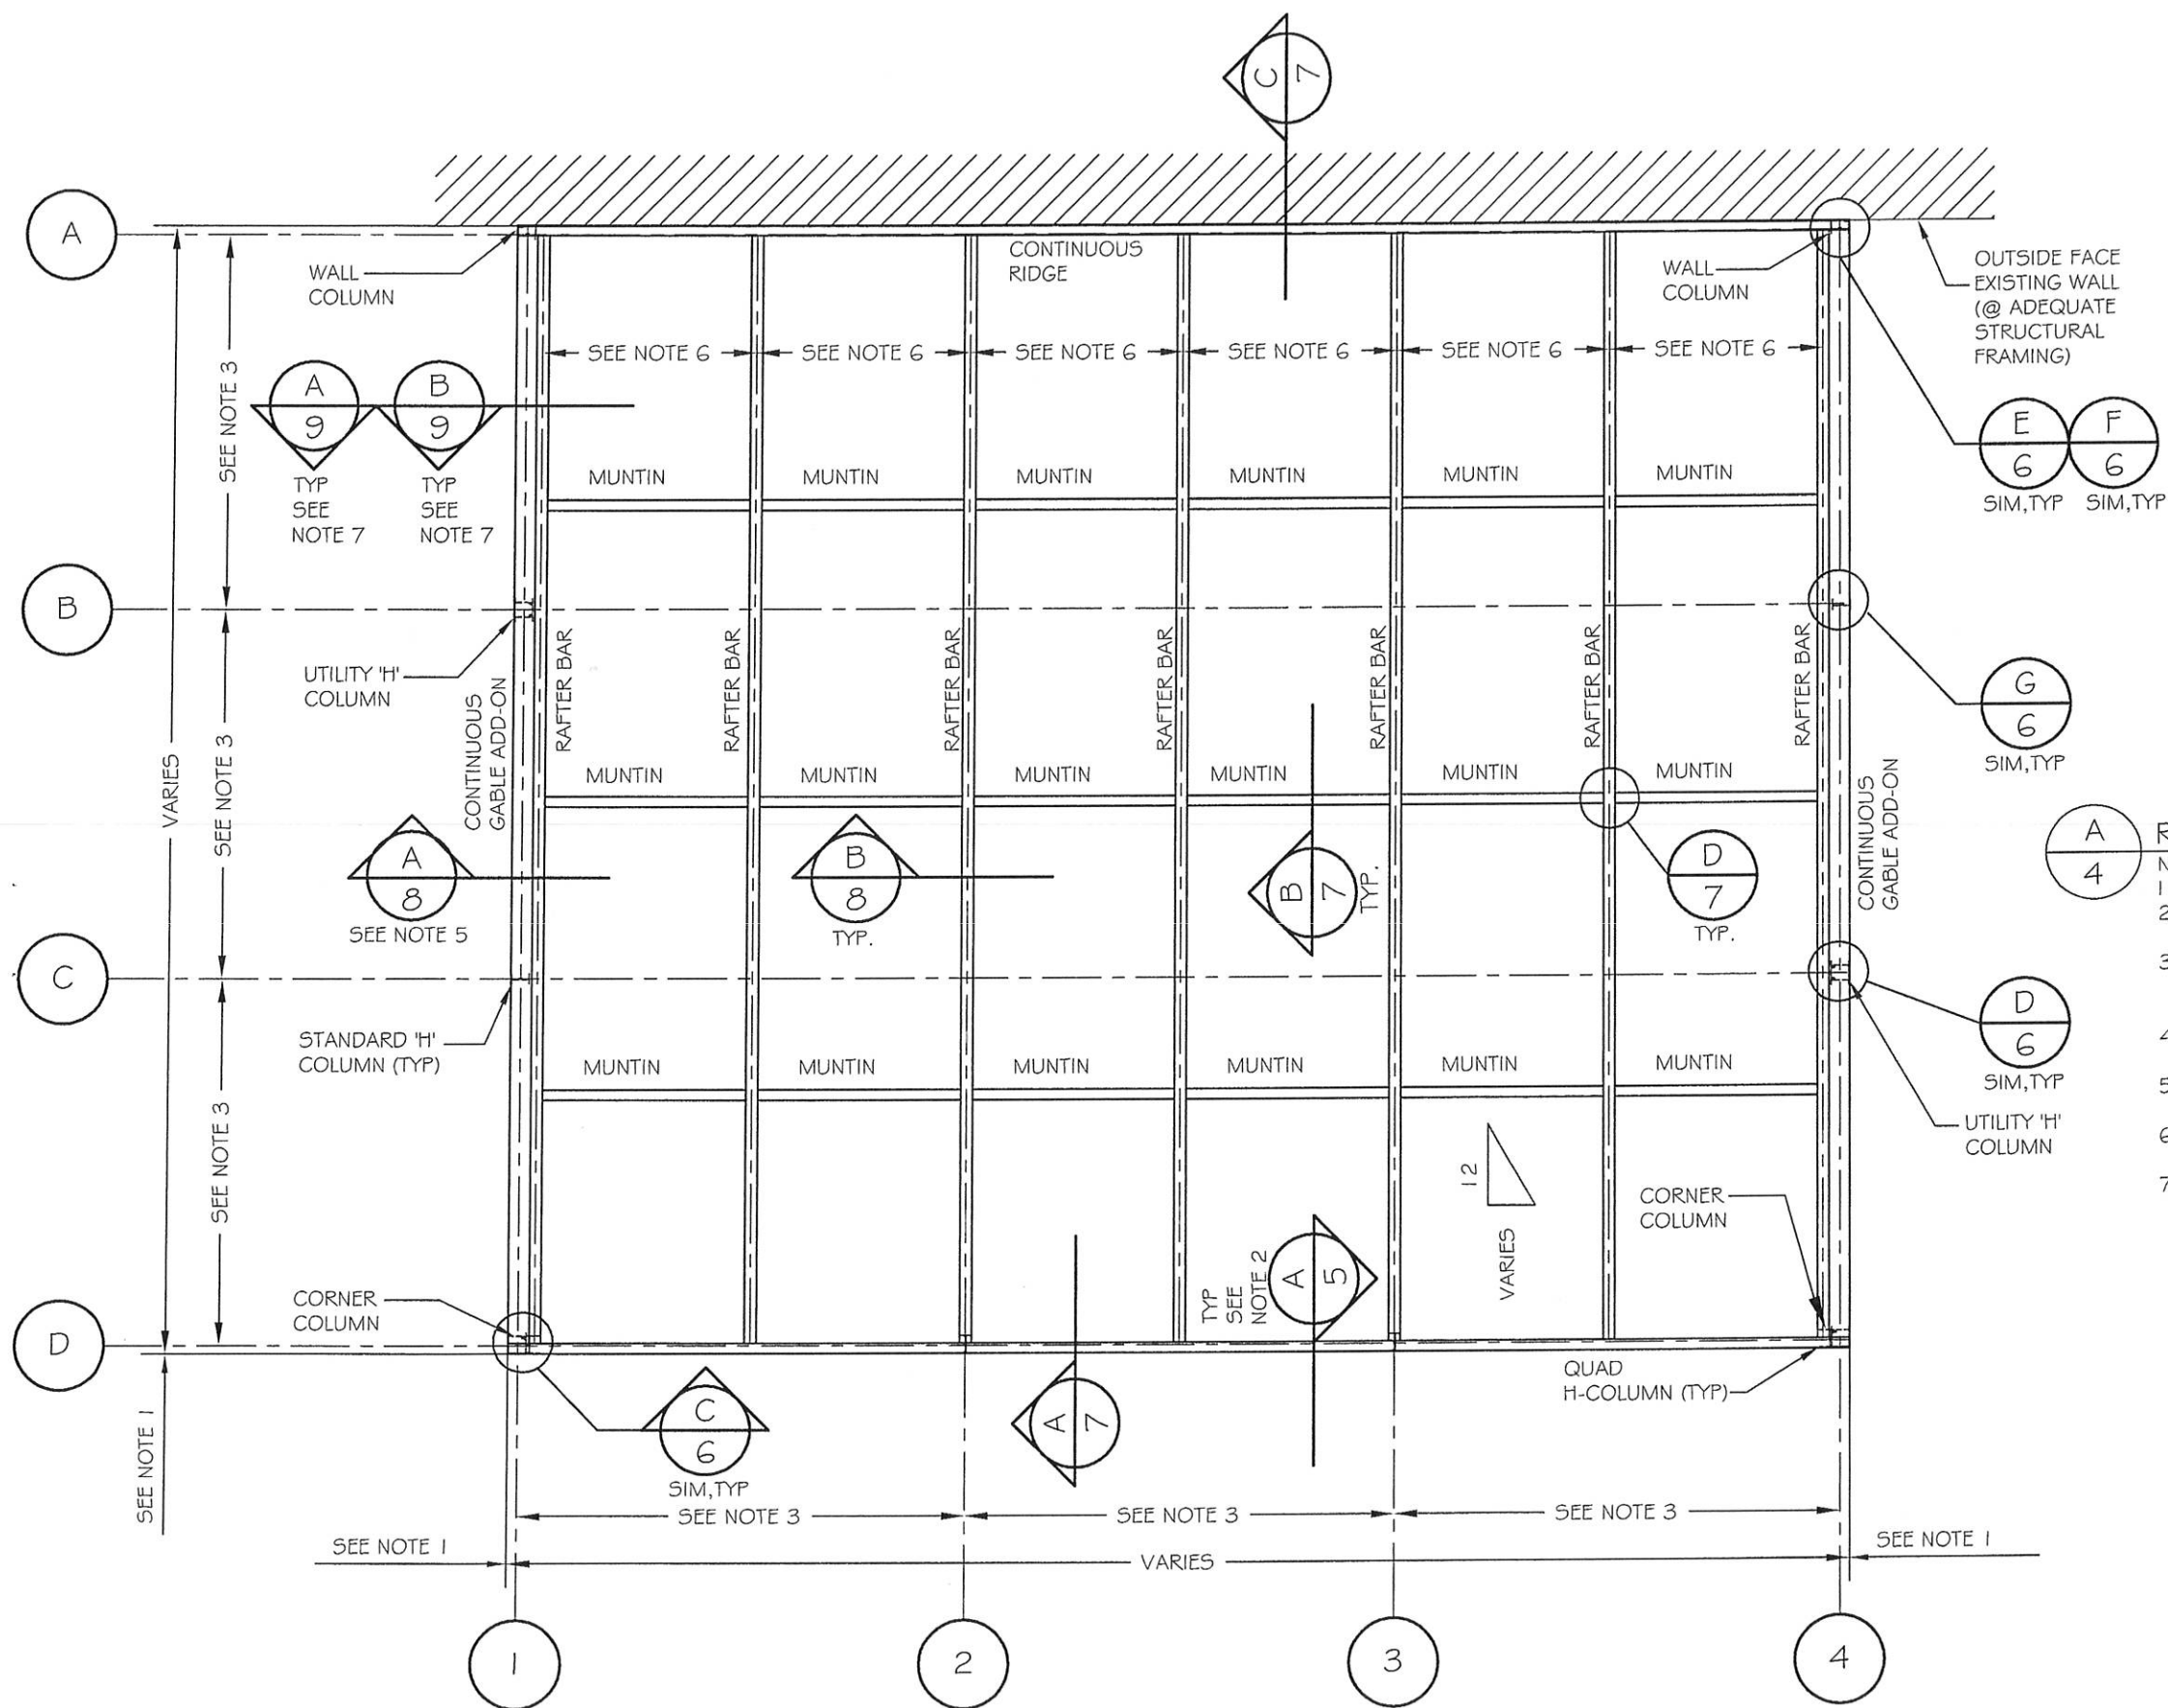 C
7
A
WALL
COLUMN
CONTINUOUS
RIDGE
WALL
COLUMN
OUTSIDE FACE
EXISTING WALL
(@ ADEQUATE
STRUCTURAL
FRAMING)
SEE NOTE 3
SEE NOTE 6
SEE NOTE 6
SEE NOTE 6
SEE NOTE 6
SEE NOTE 6
SEE NOTE 6
A
9
TYP
SEE
NOTE 7
B
9
TYP
SEE
NOTE 7
E
6
SIM,TYP
F
6
SIM,TYP
MUNTIN
MUNTIN
MUNTIN
MUNTIN
MUNTIN
MUNTIN
B
UTILITY 'H'
COLUMN
CONTINUOUS
GABLE ADD-ON
RAFTER BAR
RAFTER BAR
RAFTER BAR
RAFTER BAR
RAFTER BAR
RAFTER BAR
RAFTER BAR
G
6
SIM,TYP
VARIES
SEE NOTE 3
MUNTIN
MUNTIN
MUNTIN
MUNTIN
MUNTIN
MUNTIN
CONTINUOUS
GABLE ADD-ON
A
8
SEE NOTE 5
B
8
TYP.
B
7
TYP.
D
7
TYP.
A
4
R
N
1
2
3
4
5
6
7
C
STANDARD 'H'
COLUMN (TYP)
D
6
SIM,TYP
UTILITY 'H'
COLUMN
SEE NOTE 3
MUNTIN
MUNTIN
MUNTIN
MUNTIN
MUNTIN
MUNTIN
12
VARIES
CORNER
COLUMN
CORNER
COLUMN
TYP
SEE
NOTE 2
A
5
D
QUAD
H-COLUMN (TYP)
C
6
SIM,TYP
A
7
SEE NOTE 1
SEE NOTE 3
SEE NOTE 3
SEE NOTE 3
SEE NOTE 1
VARIES
SEE NOTE 1
1
2
3
4